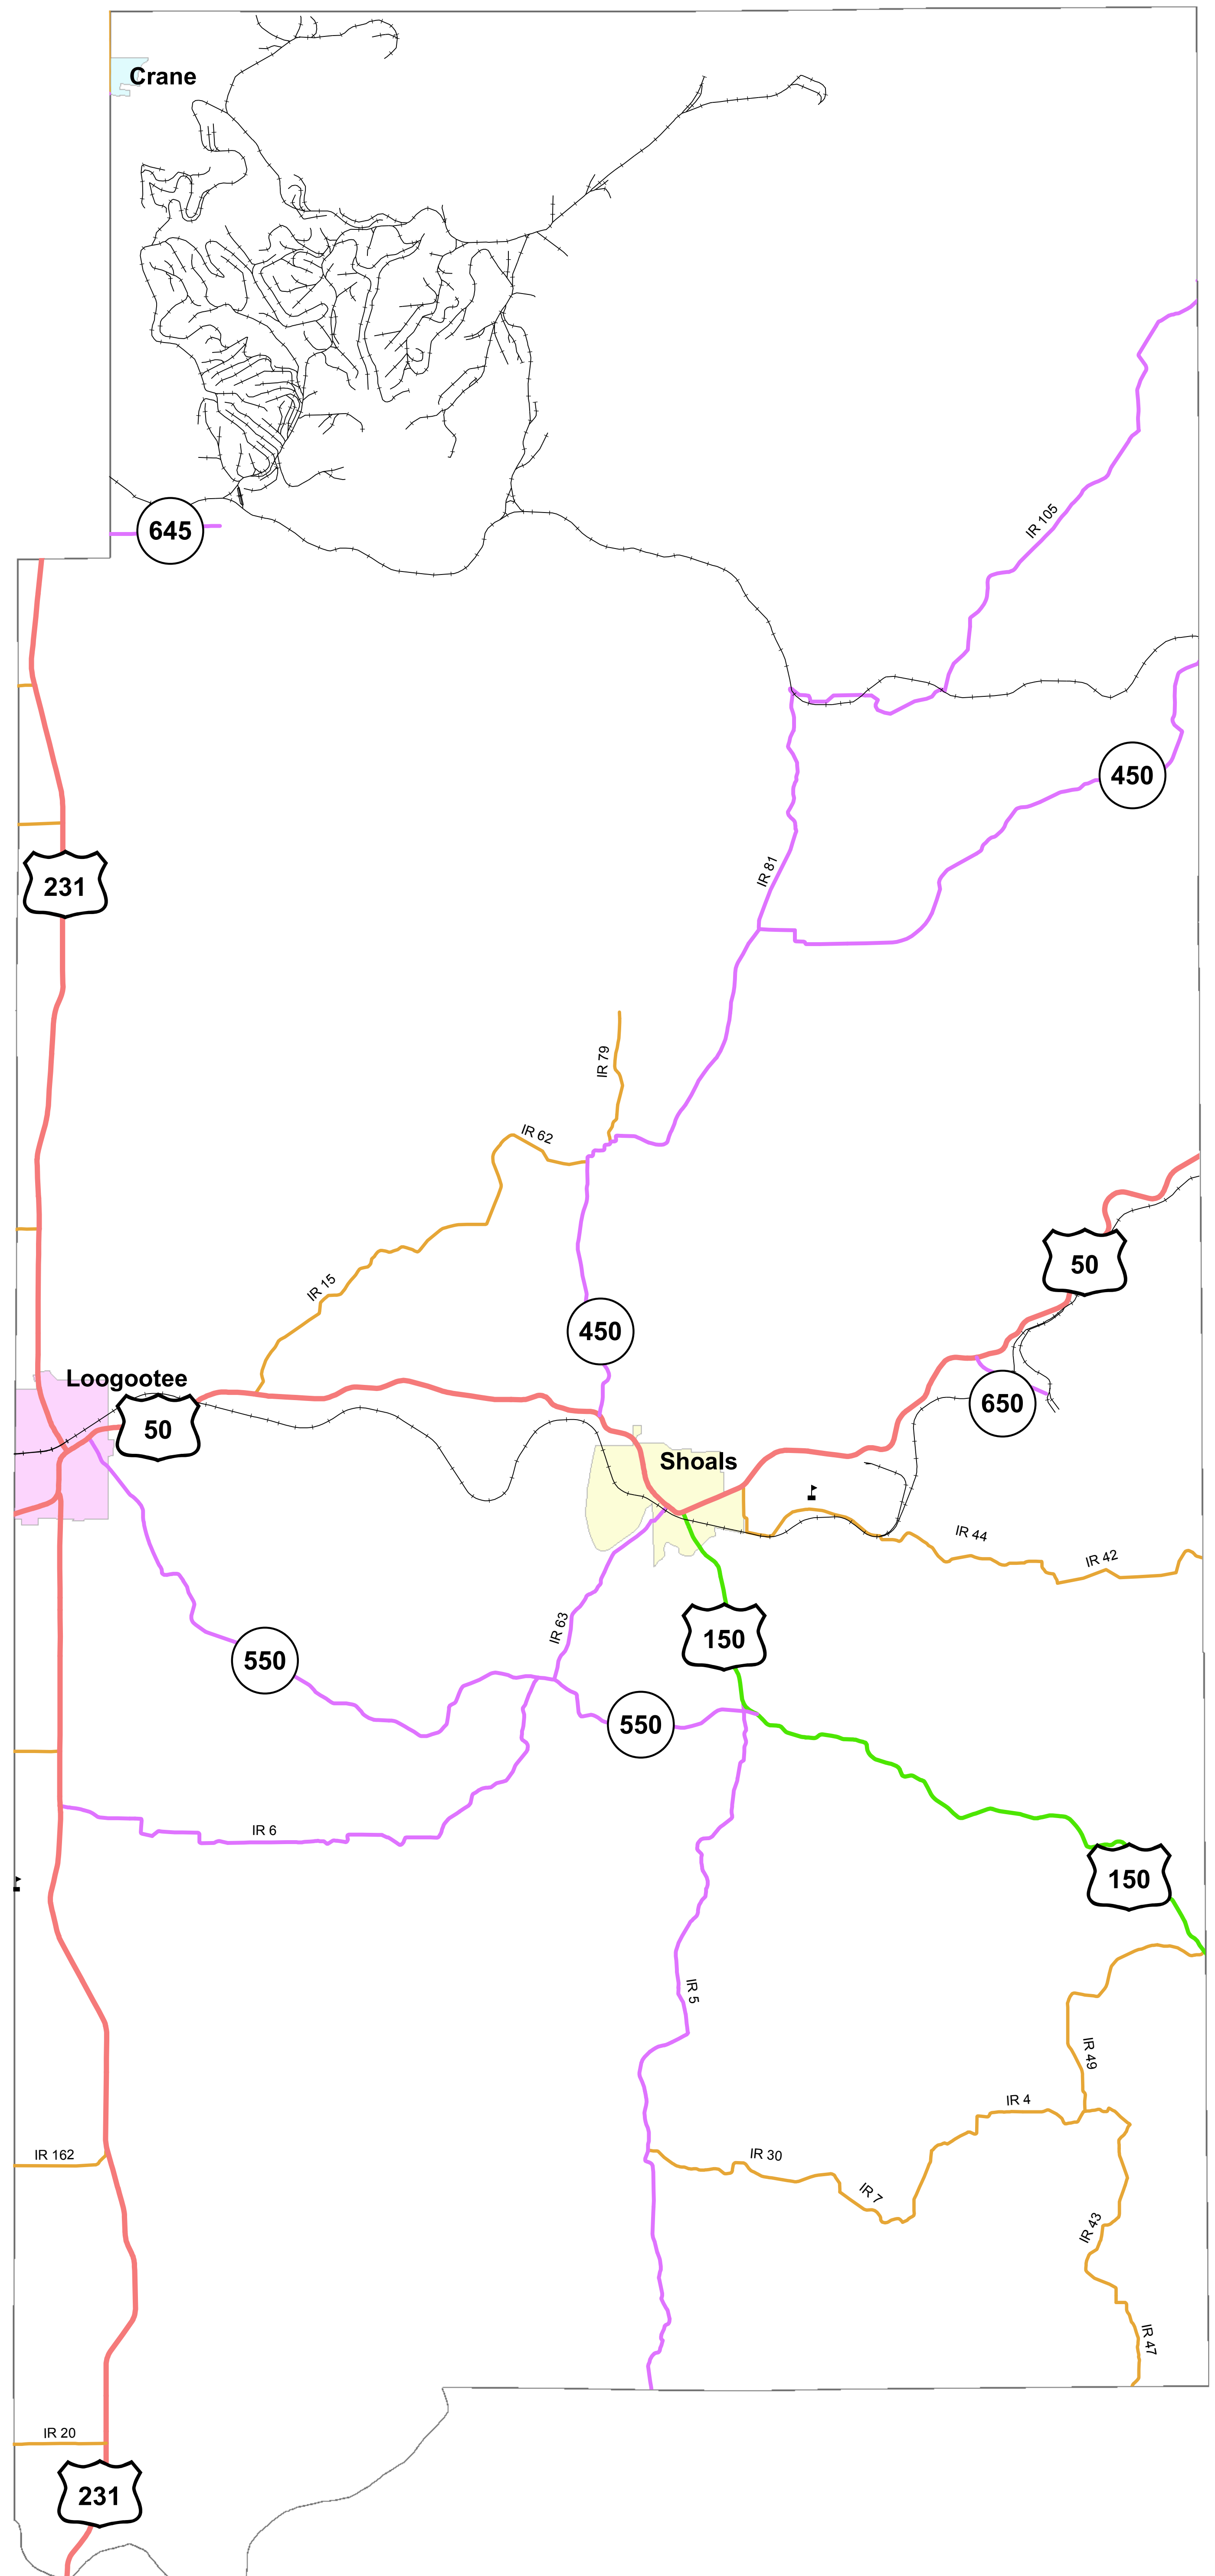 Crane
645
IR 105
450
231
IR 81
IR 79
IR 62
50
IR 15
450
Loogootee
650
50
Shoals
IR 44
IR 42
IR 63
150
550
550
IR 6
150
IR 5
IR 49
IR 4
IR 162
IR 30
IR 7
IR 43
IR 47
IR 20
231